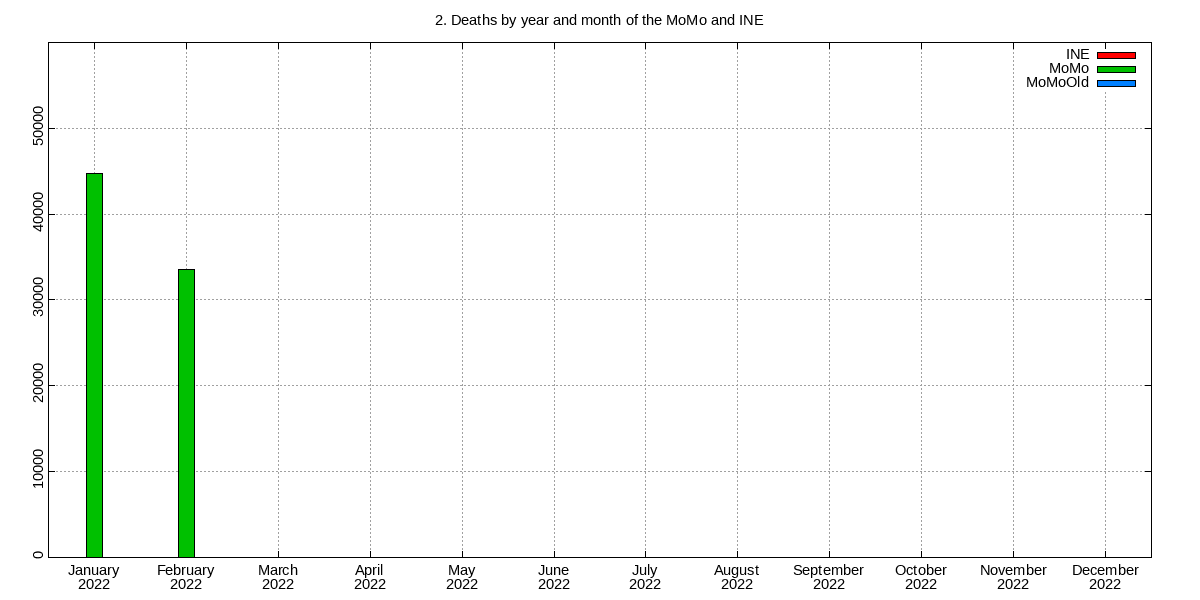 2. Deaths by year and month of the MoMo and INE
INE
MoMo
MoMoOld
50000
40000
30000
20000
10000
0
January February March April May June July August September October November December
2022 2022 2022 2022 2022 2022 2022 2022 2022 2022 2022 2022